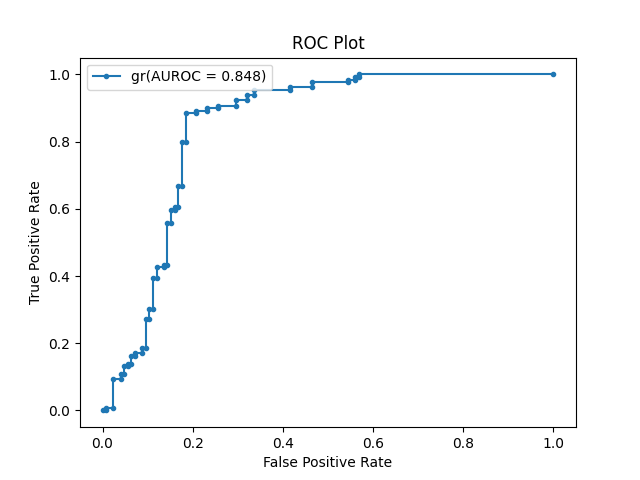 ROC Plot
gr(AUROC = 0.848)
1.0
0.8
0.6
0.4
0.2
0.0
True Positive Rate
0.0 0.2 0.4 0.6 0.8 1.0
False Positive Rate